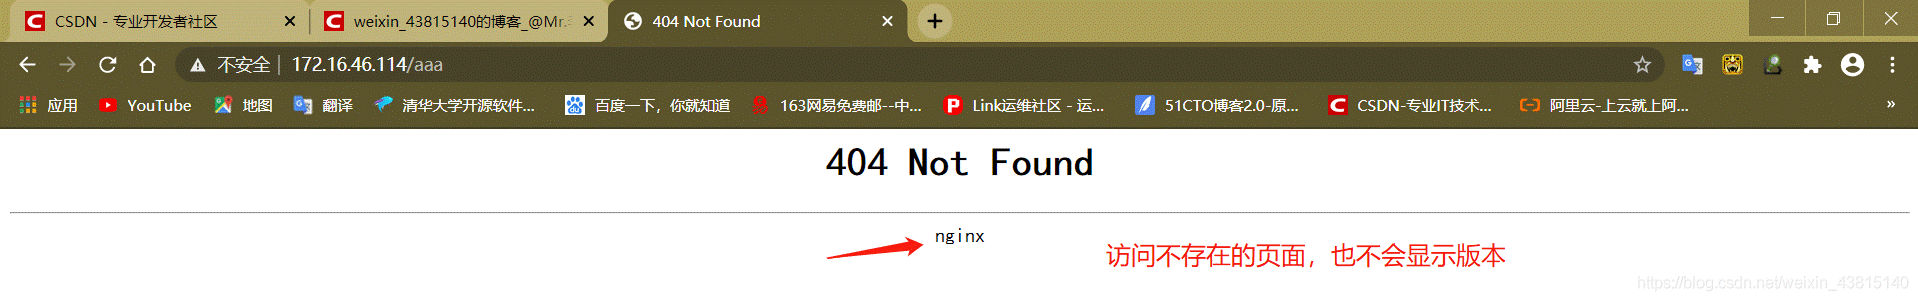 CSDN - 专业开发者社区
weixin_43815140的博客_@Mr.
404 Not Found
不安全 | 172.16.46.114/aaa
应用 YouTube 地图 翻译 清华大学开源软件... 百度一下，你就知道 163网易免费邮--中... Link运维社区 - 运... 51CTO博客2.0-原... CSDN-专业IT技术... 阿里云-上云就上阿... »
404 Not Found
nginx
访问不存在的页面，也不会显示版本
https://blog.csdn.net/weixin_43815140